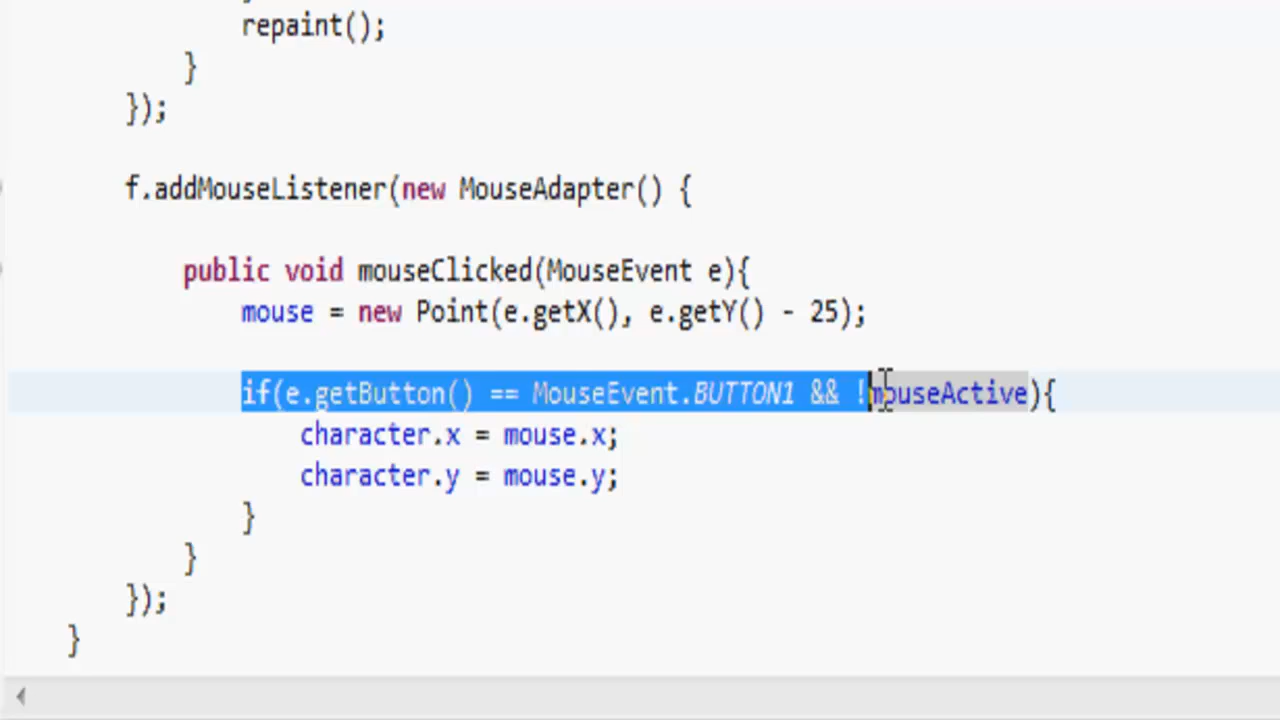 repaint();
}
});
f.addMouseListener(new MouseAdapter() {
public void mouseClicked(MouseEvent e){
mouse = new Point(e.getX(), e.getY() - 25);
if(e.getButton() == MouseEvent.BUTTON1 && !mouseActive){
character.x = mouse.x;
character.y = mouse.y;
}
}
});
}